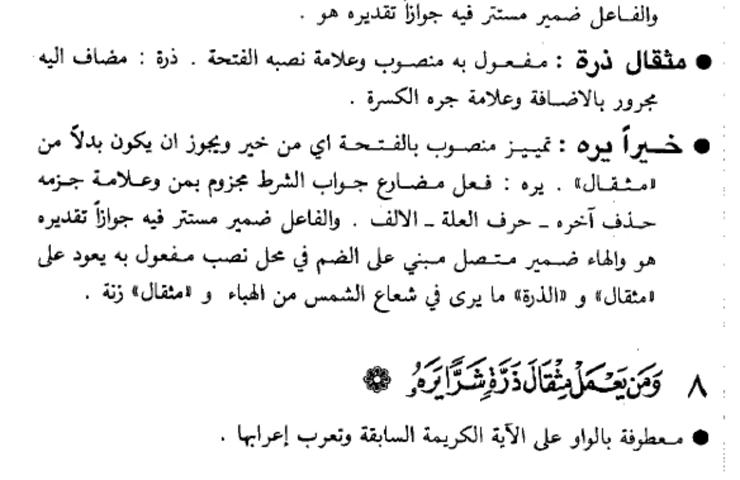 والفاعل ضمير مستتر فيه جوازاً تقديره هو .
● مثقال ذرة : مفعول به منصوب وعلامة نصبه الفتحة . ذرة : مضاف اليه
مجرور بالاضافة وعلامة جره الكسرة .
● خيراً يره : تمييز منصوب بالفتحة اي من خير ويجوز ان يكون بدلاً من
«مثقال» . يره : فعل مضارع جواب الشرط مجزوم بمن وعلامة جزمه
حذف آخره ـ حرف العلة ـ الالف . والفاعل ضمير مستتر فيه جوازاً تقديره
هو والهاء ضمير متصل مبني على الضم في محل نصب مفعول به يعود على
«مثقال» و «الذرة» ما يرى في شعاع الشمس من الهباء و «مثقال» زنة .
٨ وَمَن يَعْمَلْ مِثْقَالَ ذَرَّةٍ شَرًّا يَرَهُ
● معطوفة بالواو على الآية الكريمة السابقة وتعرب إعرابها .